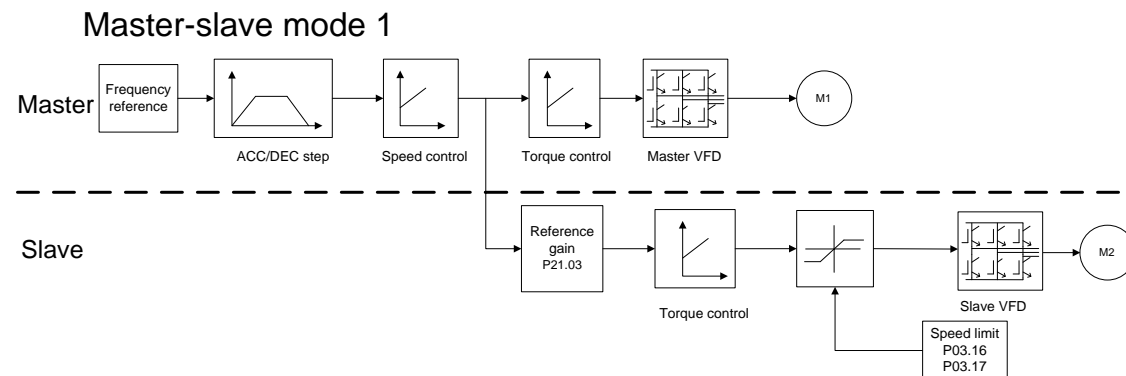 Master-slave mode 1
Master
Frequency
reference
ACC/DEC step
Speed control
Torque control
Master VFD
M1
Slave
Reference
gain
P21.03
Torque control
Slave VFD
M2
Speed limit
P03.16
P03.17